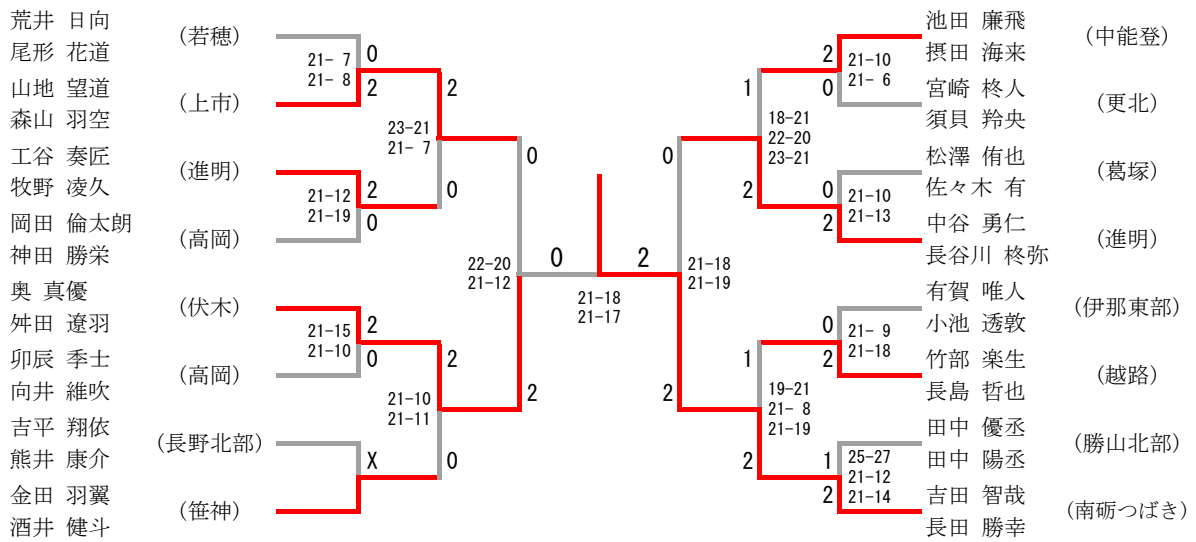 荒井 日向
尾形 花道
(若穂)
山地 望道
森山 羽空
(上市)
工谷 奏匠
牧野 凌久
(進明)
岡田 倫太朗
神田 勝栄
(高岡)
奥 真優
舛田 遼羽
(伏木)
卯辰 季士
向井 維吹
(高岡)
吉平 翔依
熊井 康介
(長野北部)
金田 羽翼
酒井 健斗
(笹神)
0
21- 7
21- 8
2
2
23-21
21- 7
2
21-12
21-19
0
0
0
22-20
21-12
2
21-15
21-10
0
2
21-10
21-11
X
0
2
0
2
21-18
21-17
0
21-18
21-19
2
1
18-21
22-20
23-21
2
2
21-10
21- 6
0
0
21-10
21-13
2
1
19-21
21- 8
21-19
2
0
21- 9
21-18
2
1
25-27
21-12
21-14
2
池田 廉飛
摂田 海来
(中能登)
宮崎 柊人
須貝 羚央
(更北)
松澤 侑也
佐々木 有
(葛塚)
中谷 勇仁
長谷川 柊弥
(進明)
有賀 唯人
小池 透敦
(伊那東部)
竹部 楽生
長島 哲也
(越路)
田中 優丞
田中 陽丞
(勝山北部)
吉田 智哉
長田 勝幸
(南砺つばき)